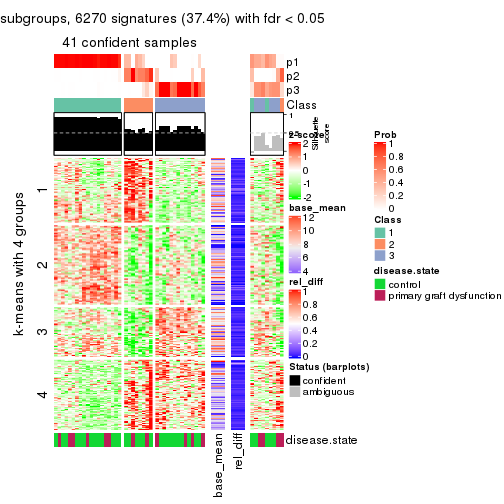 subgroups, 6270 signatures (37.4%) with fdr < 0.05
41 confident samples
p1
p2
p3
Class
1
Silhouette
score
k-means with 4 groups
1
2
3
4
base_mean
rel_diff
disease.state
z-score
2
1
0
-1
-2
base_mean
12
10
8
6
4
rel_diff
1
0.8
0.6
0.4
0.2
0
Status (barplots)
confident
ambiguous
Prob
1
0.8
0.6
0.4
0.2
0
Class
1
2
3
disease.state
control
primary graft dysfunction